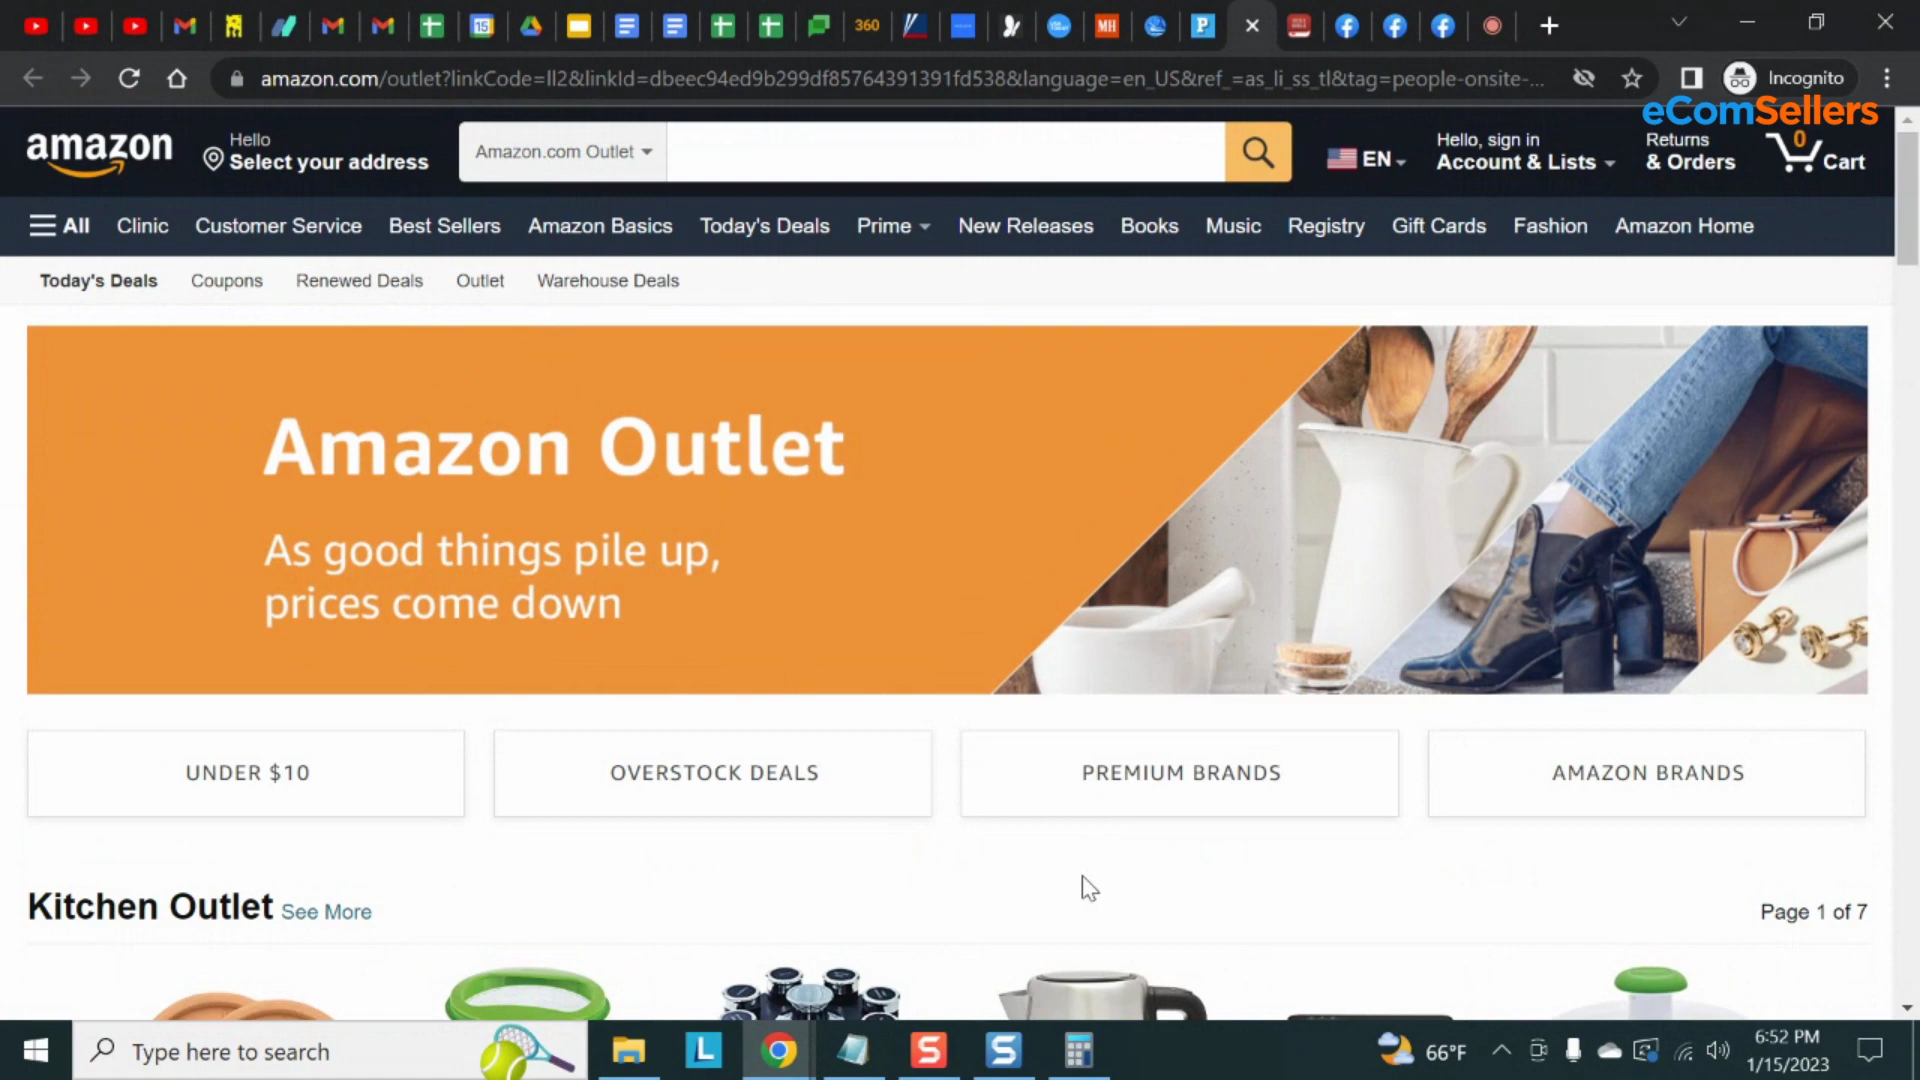 15
360
MH
P
amazon.com/outlet?linkCode=ll2&linkId=dbeec94ed9b299df85764391391fd538&language=en_US&ref_=as_li_ss_tl&tag=people-onsite-...
Incognito
eComSellers
amazon
Hello
Select your address
Amazon.com Outlet
EN
Hello, sign in
Account & Lists
Returns
& Orders
0
Cart
All
Clinic
Customer Service
Best Sellers
Amazon Basics
Today's Deals
Prime
New Releases
Books
Music
Registry
Gift Cards
Fashion
Amazon Home
Today's Deals
Coupons
Renewed Deals
Outlet
Warehouse Deals
Amazon Outlet
As good things pile up,
prices come down
UNDER $10
OVERSTOCK DEALS
PREMIUM BRANDS
AMAZON BRANDS
Kitchen Outlet See More
Page 1 of 7
Type here to search
L
S
S
66°F
6:52 PM
1/15/2023